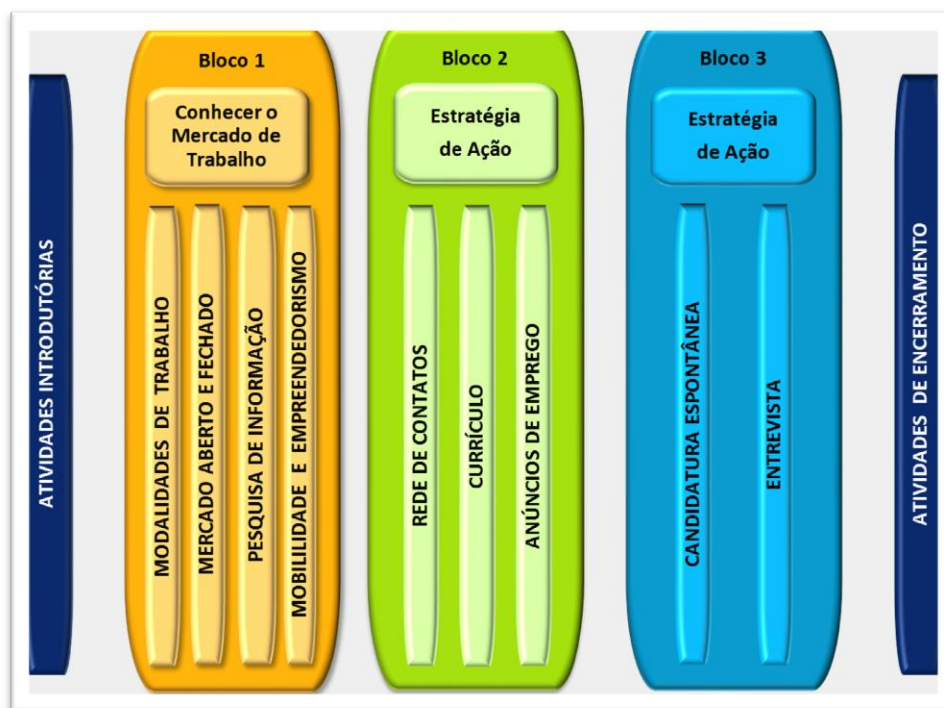 ATIVIDADES INTRODUTÓRIAS
Bloco 1
Conhecer o
Mercado de
Trabalho
MODALIDADES DE TRABALHO
MERCADO ABERTO E FECHADO
PESQUISA DE INFORMAÇÃO
MOBILILIDADE E EMPREENDEDORISMO
Bloco 2
Estratégia
de Ação
REDE DE CONTATOS
CURRÍCULO
ANÚNCIOS DE EMPREGO
Bloco 3
Estratégia
de Ação
CANDIDATURA ESPONTÂNEA
ENTREVISTA
ATIVIDADES DE ENCERRAMENTO